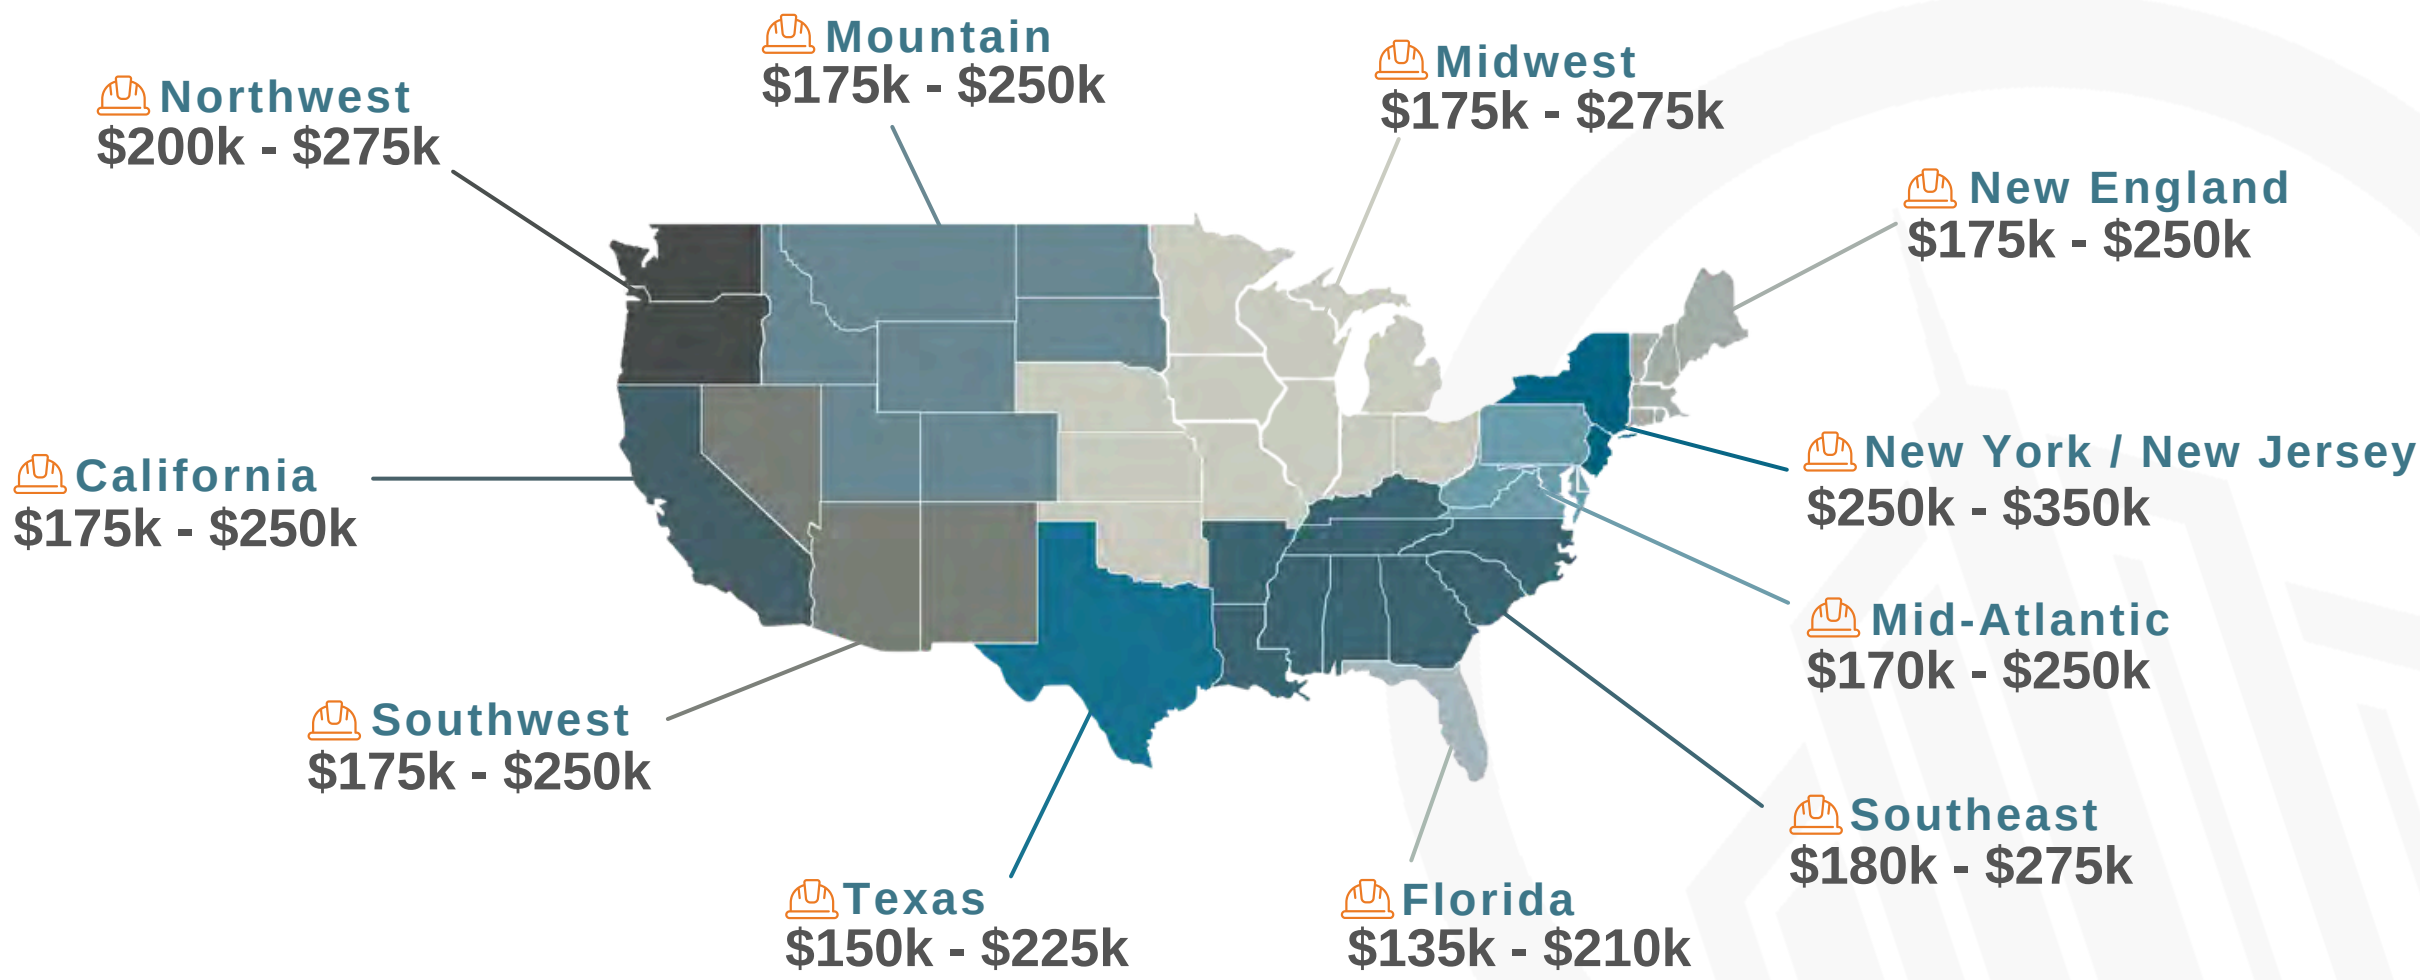 Mountain
$175k - $250k
Midwest
$175k - $275k
Northwest
$200k - $275k
New England
$175k - $250k
California
$175k - $250k
New York / New Jersey
$250k - $350k
Mid-Atlantic
$170k - $250k
Southwest
$175k - $250k
Southeast
$180k - $275k
Texas
$150k - $225k
Florida
$135k - $210k